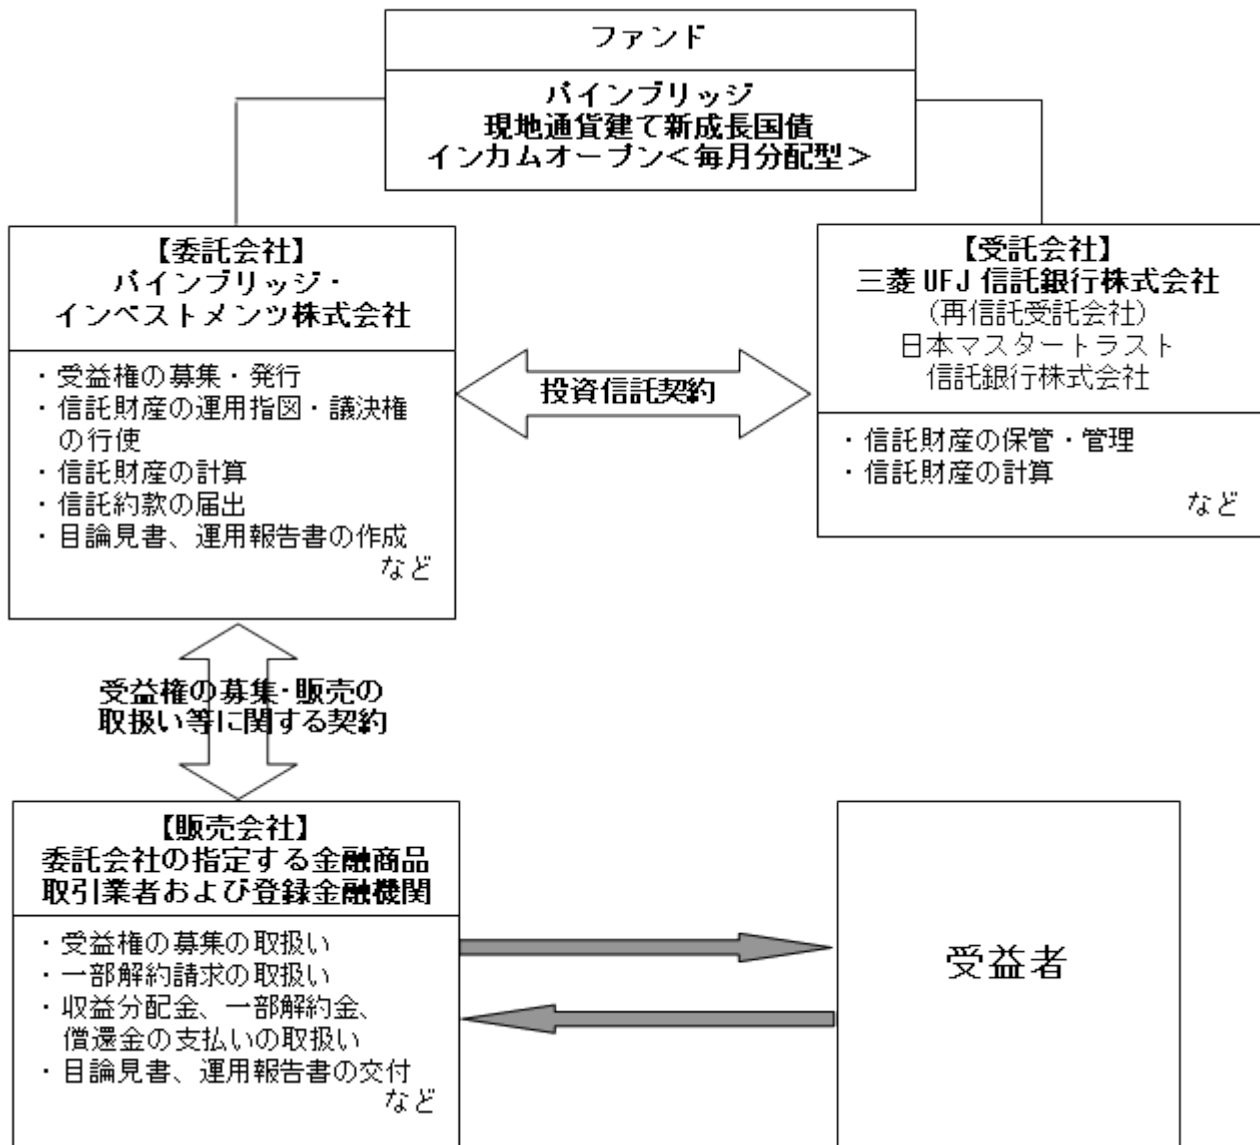 ファンド
パインブリッジ
現地通貨建て新成長国債
インカムオープン＜毎月分配型＞
【委託会社】
パインブリッジ・
インベストメンツ株式会社
・受益権の募集・発行
・信託財産の運用指図・議決権
の行使
・信託財産の計算
・信託約款の届出
・目論見書、運用報告書の作成
など
投資信託契約
【受託会社】
三菱 UFJ 信託銀行株式会社
（再信託受託会社）
日本マスタートラスト
信託銀行株式会社
・信託財産の保管・管理
・信託財産の計算
など
受益権の募集・販売の
取扱い等に関する契約
【販売会社】
委託会社の指定する金融商品
取引業者および登録金融機関
・受益権の募集の取扱い
・一部解約請求の取扱い
・収益分配金、一部解約金、
償還金の支払いの取扱い
・目論見書、運用報告書の交付
など
受益者